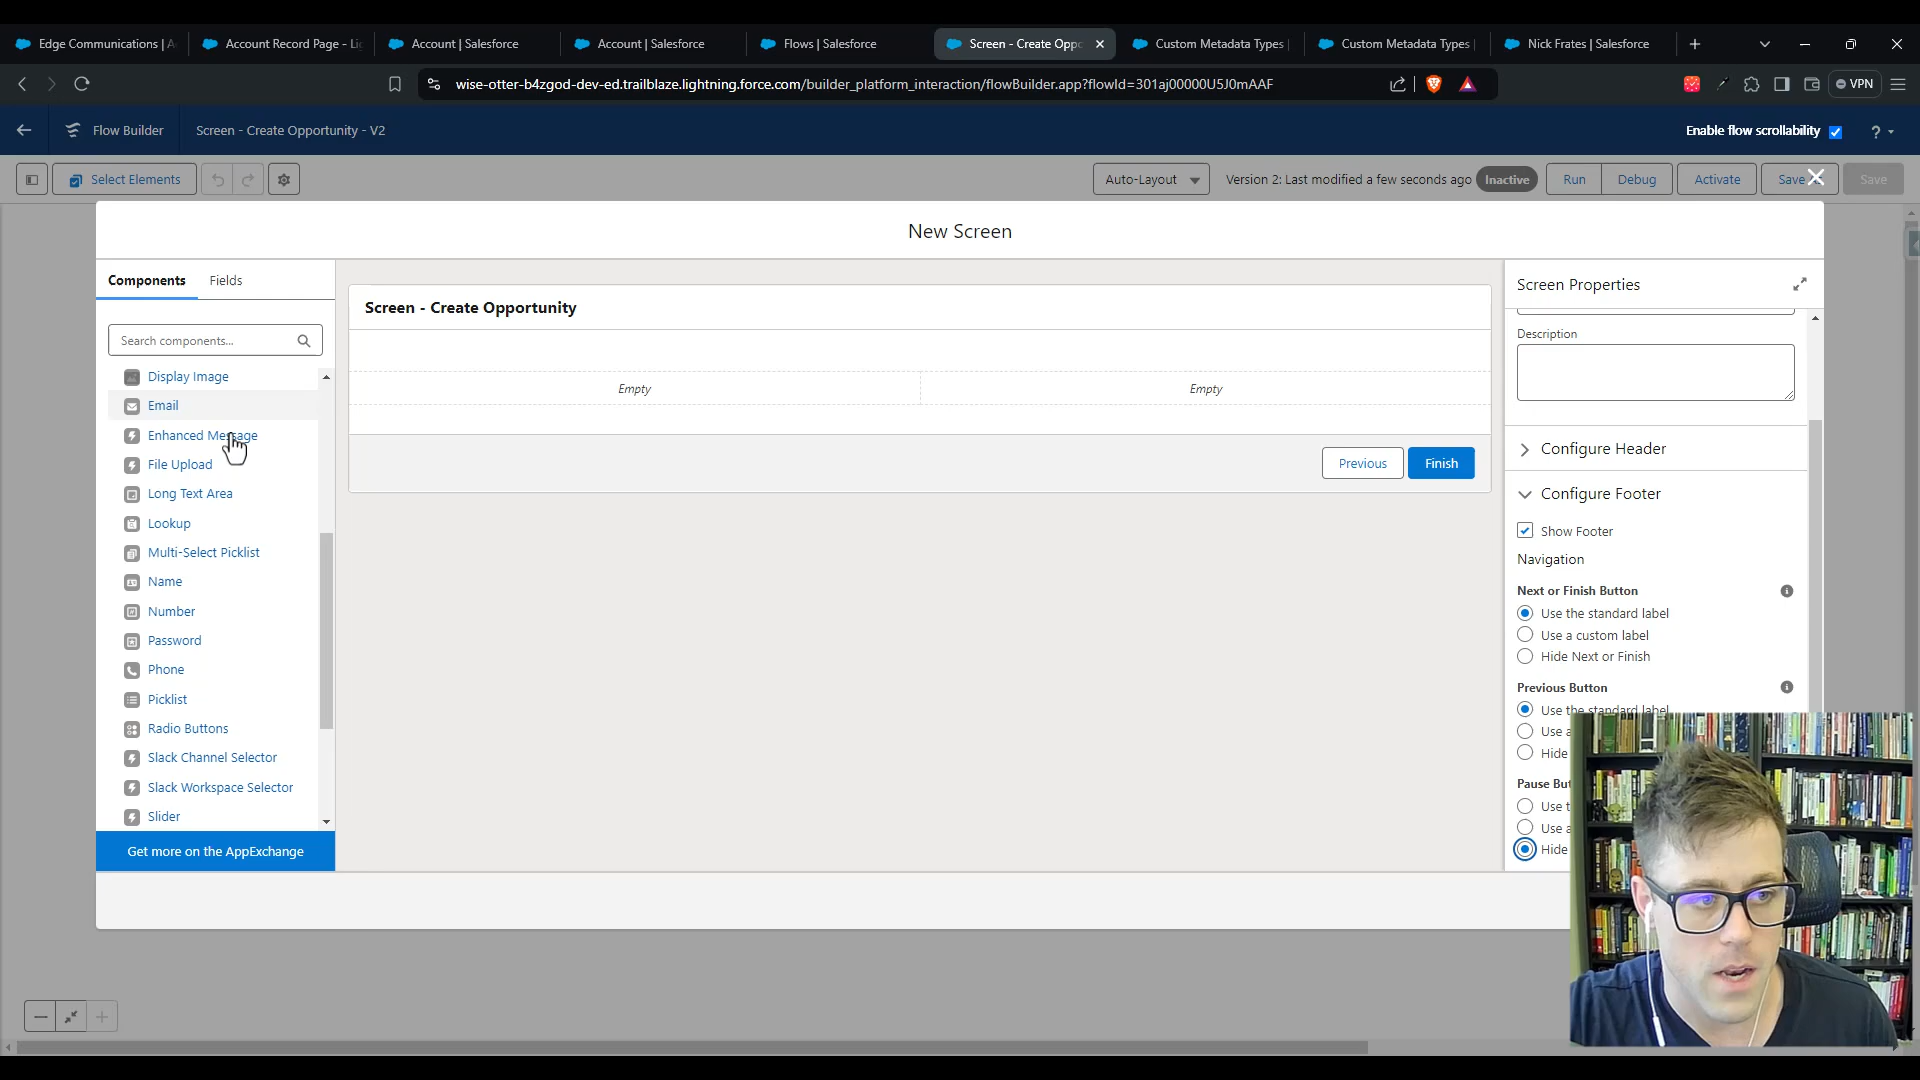 Edge Communications | A
Account Record Page - Li
Account | Salesforce
Account | Salesforce
Flows | Salesforce
Screen - Create Oppo
Custom Metadata Types
Custom Metadata Types
Nick Frates | Salesforce
wise-otter-b4zgod-dev-ed.trailblaze.lightning.force.com/builder_platform_interaction/flowBuilder.app?flowId=301aj00000U5J0mAAF
VPN
Flow Builder
Screen - Create Opportunity - V2
Enable flow scrollability
Select Elements
Auto-Layout
Version 2: Last modified a few seconds ago
Inactive
Run
Debug
Activate
Save
Save
New Screen
Components
Fields
Search components...
Display Image
Email
Enhanced Message
File Upload
Long Text Area
Lookup
Multi-Select Picklist
Name
Number
Password
Phone
Picklist
Radio Buttons
Slack Channel Selector
Slack Workspace Selector
Slider
Get more on the AppExchange
Screen - Create Opportunity
Empty
Empty
Previous
Finish
Screen Properties
Description
Configure Header
Configure Footer
Show Footer
Navigation
Next or Finish Button
Use the standard label
Use a custom label
Hide Next or Finish
Previous Button
Use the standard label
Use a
Hide
Pause But
Use t
Use a
Hide